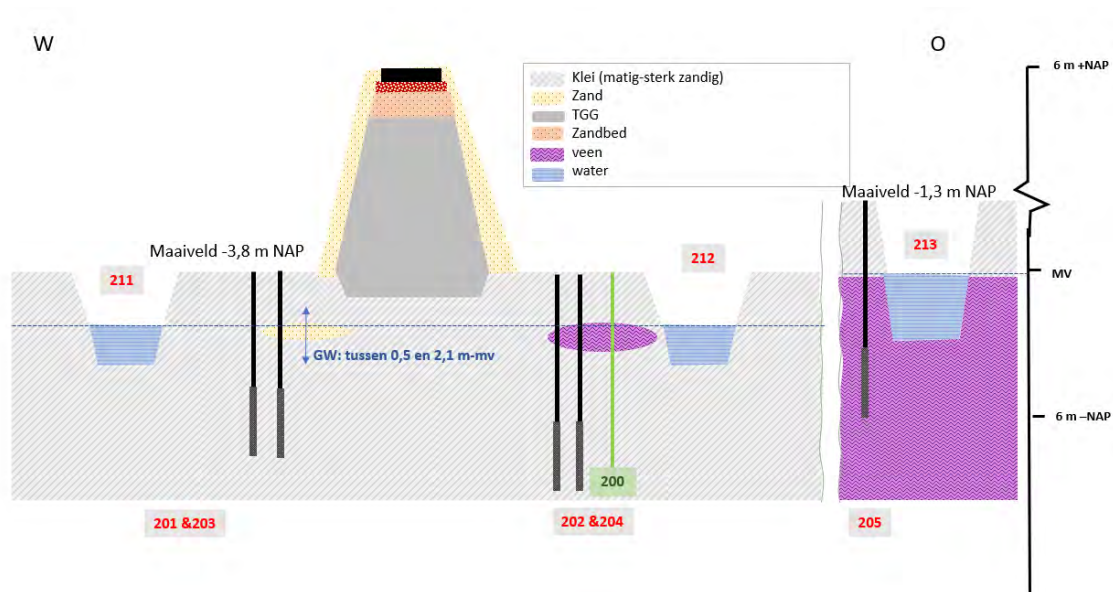 W
O
6 m +NAP
Klei (matig-sterk zandig)
Zand
TGG
Zandbed
veen
water
Maaiveld -1,3 m NAP
Maaiveld -3,8 m NAP
211
212
213
MV
GW: tussen 0,5 en 2,1 m-mv
6 m –NAP
200
201 &203
202 &204
205